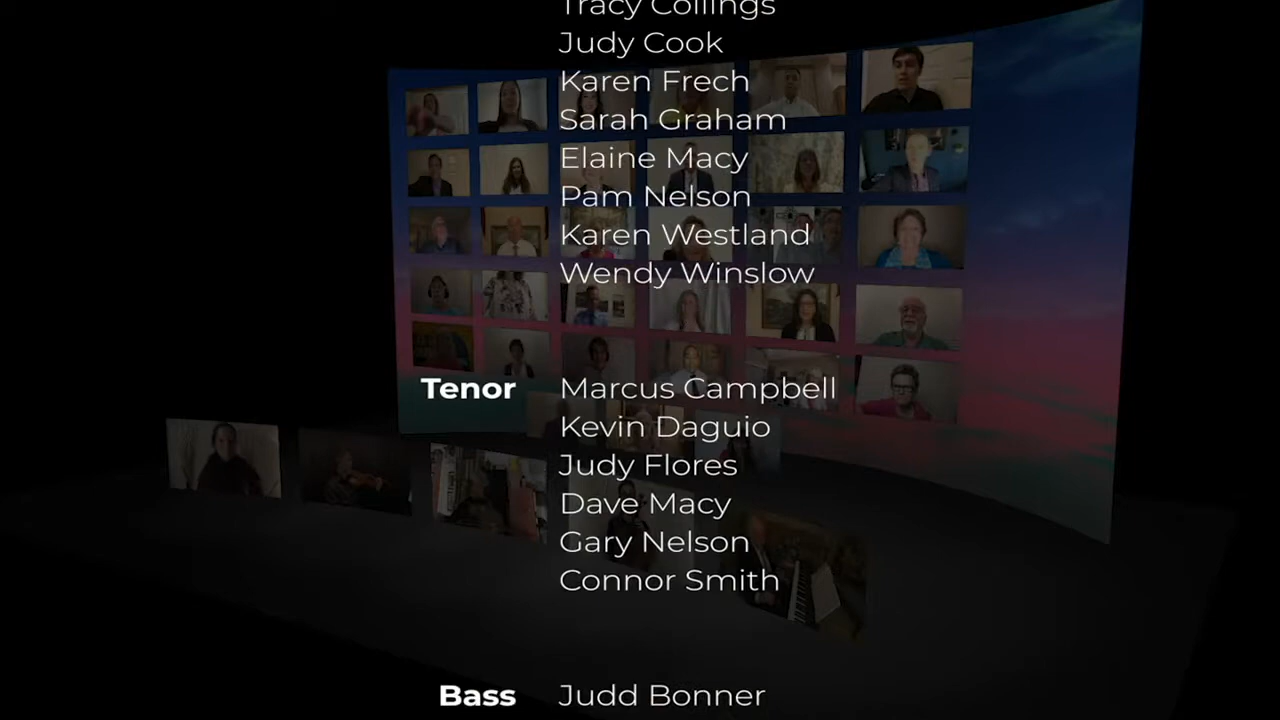 Tracy Collings
Judy Cook
Karen Frech
Sarah Graham
Elaine Macy
Pam Nelson
Karen Westland
Wendy Winslow
Tenor Marcus Campbell
Kevin Daguio
Judy Flores
Dave Macy
Gary Nelson
Connor Smith
Bass Judd Bonner